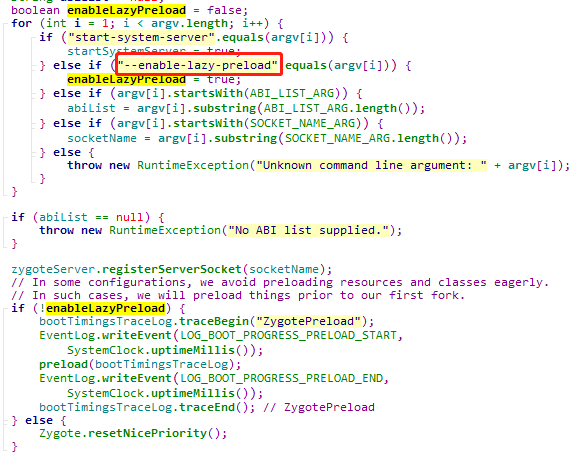 boolean enableLazyPreload = false;
for (int i = 1; i < argv.length; i++) {
if ("start-system-server".equals(argv[i])) {
startSystemServer = true;
} else if ("--enable-lazy-preload".equals(argv[i])) {
enableLazyPreload = true;
} else if (argv[i].startsWith(ABI_LIST_ARG)) {
abiList = argv[i].substring(ABI_LIST_ARG.length());
} else if (argv[i].startsWith(SOCKET_NAME_ARG)) {
socketName = argv[i].substring(SOCKET_NAME_ARG.length());
} else {
throw new RuntimeException("Unknown command line argument: " + argv[i]);
}
}
if (abiList == null) {
throw new RuntimeException("No ABI list supplied.");
}
zygoteServer.registerServerSocket(socketName);
// In some configurations, we avoid preloading resources and classes eagerly.
// In such cases, we will preload things prior to our first fork.
if (!enableLazyPreload) {
bootTimingsTraceLog.traceBegin("ZygotePreload");
EventLog.writeEvent(LOG_BOOT_PROGRESS_PRELOAD_START,
SystemClock.uptimeMillis());
preload(bootTimingsTraceLog);
EventLog.writeEvent(LOG_BOOT_PROGRESS_PRELOAD_END,
SystemClock.uptimeMillis());
bootTimingsTraceLog.traceEnd(); // ZygotePreload
} else {
Zygote.resetNicePriority();
}